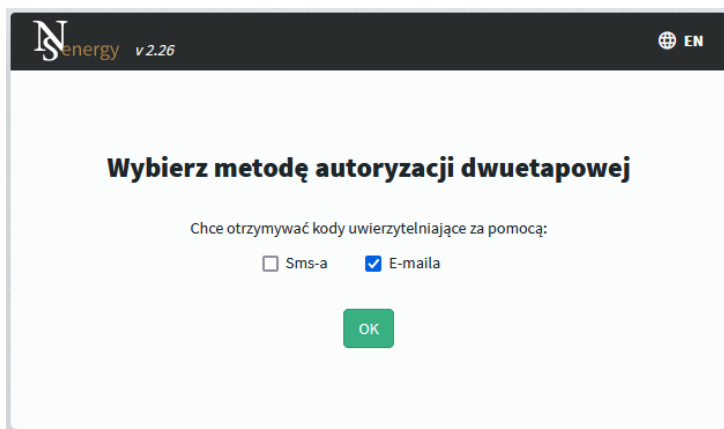 NSenergy v 2.26 EN
Wybierz metodę autoryzacji dwuetapowej
Chce otrzymywać kody uwierzytelniające za pomocą:
Sms-a E-maila
OK